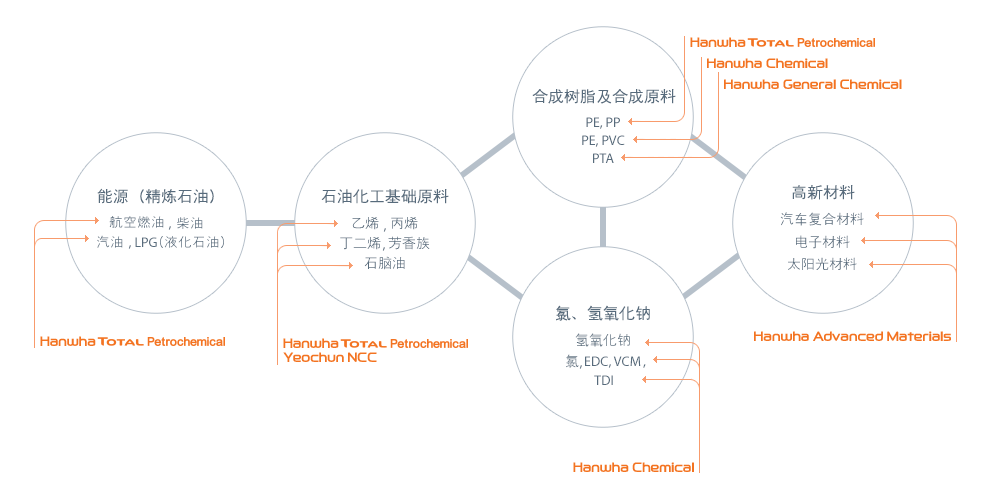 能源（精炼石油）
航空燃油 , 柴油
汽油 , LPG(液化石油)
Hanwha TOTAL Petrochemical
石油化工基础原料
乙烯 , 丙烯
丁二烯, 芳香族
石脑油
Hanwha TOTAL Petrochemical
Yeochun NCC
Hanwha TOTAL Petrochemical
Hanwha Chemical
Hanwha General Chemical
合成树脂及合成原料
PE, PP
PE, PVC
PTA
氯、氢氧化钠
氢氧化钠
氯, EDC, VCM ,
TDI
Hanwha Chemical
高新材料
汽车复合材料
电子材料
太阳光材料
Hanwha Advanced Materials